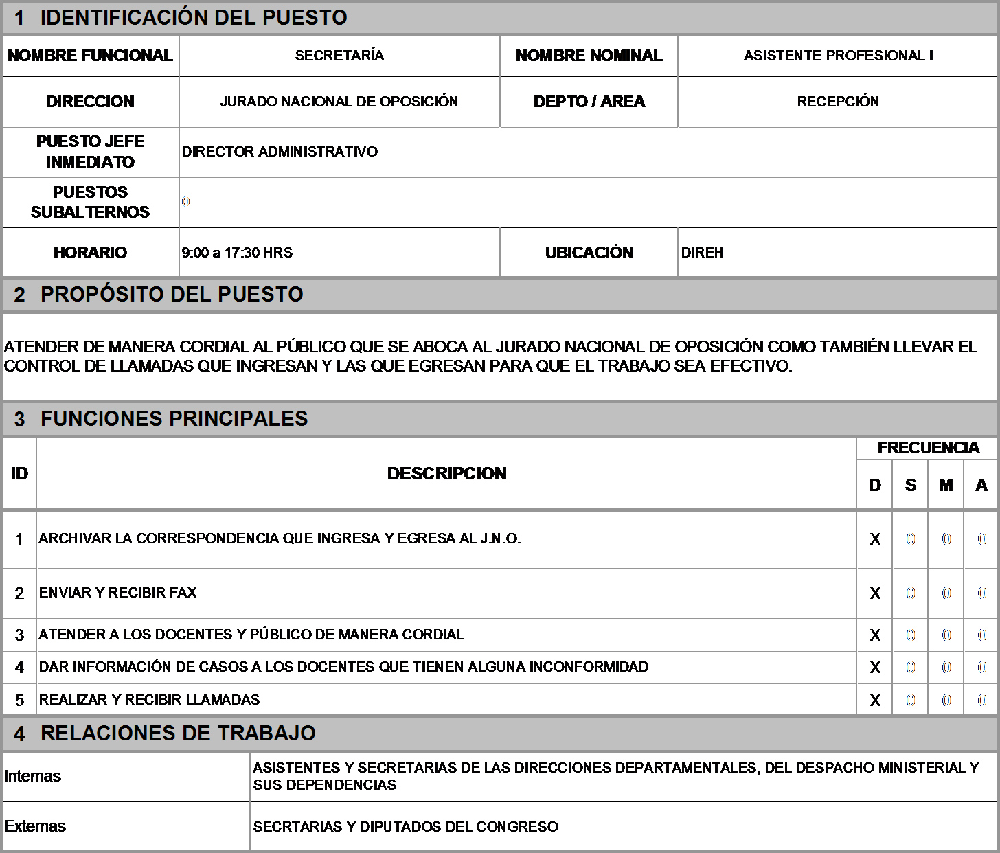 1 IDENTIFICACIÓN DEL PUESTO
NOMBRE FUNCIONAL SECRETARÍA NOMBRE NOMINAL ASISTENTE PROFESIONAL I
DIRECCION JURADO NACIONAL DE OPOSICIÓN DEPTO / AREA RECEPCIÓN
PUESTO JEFE
INMEDIATO
DIRECTOR ADMINISTRATIVO
PUESTOS
SUBALTERNOS
0
HORARIO 9:00 a 17:30 HRS UBICACIÓN DIREH
2 PROPÓSITO DEL PUESTO
ATENDER DE MANERA CORDIAL AL PÚBLICO QUE SE ABOCA AL JURADO NACIONAL DE OPOSICIÓN COMO TAMBIÉN LLEVAR EL
CONTROL DE LLAMADAS QUE INGRESAN Y LAS QUE EGRESAN PARA QUE EL TRABAJO SEA EFECTIVO.
3 FUNCIONES PRINCIPALES
ID DESCRIPCION FRECUENCIA
D S M A
1 ARCHIVAR LA CORRESPONDENCIA QUE INGRESA Y EGRESA AL J.N.O. X 0 0 0
2 ENVIAR Y RECIBIR FAX X 0 0 0
3 ATENDER A LOS DOCENTES Y PÚBLICO DE MANERA CORDIAL X 0 0 0
4 DAR INFORMACIÓN DE CASOS A LOS DOCENTES QUE TIENEN ALGUNA INCONFORMIDAD X 0 0 0
5 REALIZAR Y RECIBIR LLAMADAS X 0 0 0
4 RELACIONES DE TRABAJO
Internas
ASISTENTES Y SECRETARIAS DE LAS DIRECCIONES DEPARTAMENTALES, DEL DESPACHO MINISTERIAL Y
SUS DEPENDENCIAS
Externas SECRTARIAS Y DIPUTADOS DEL CONGRESO